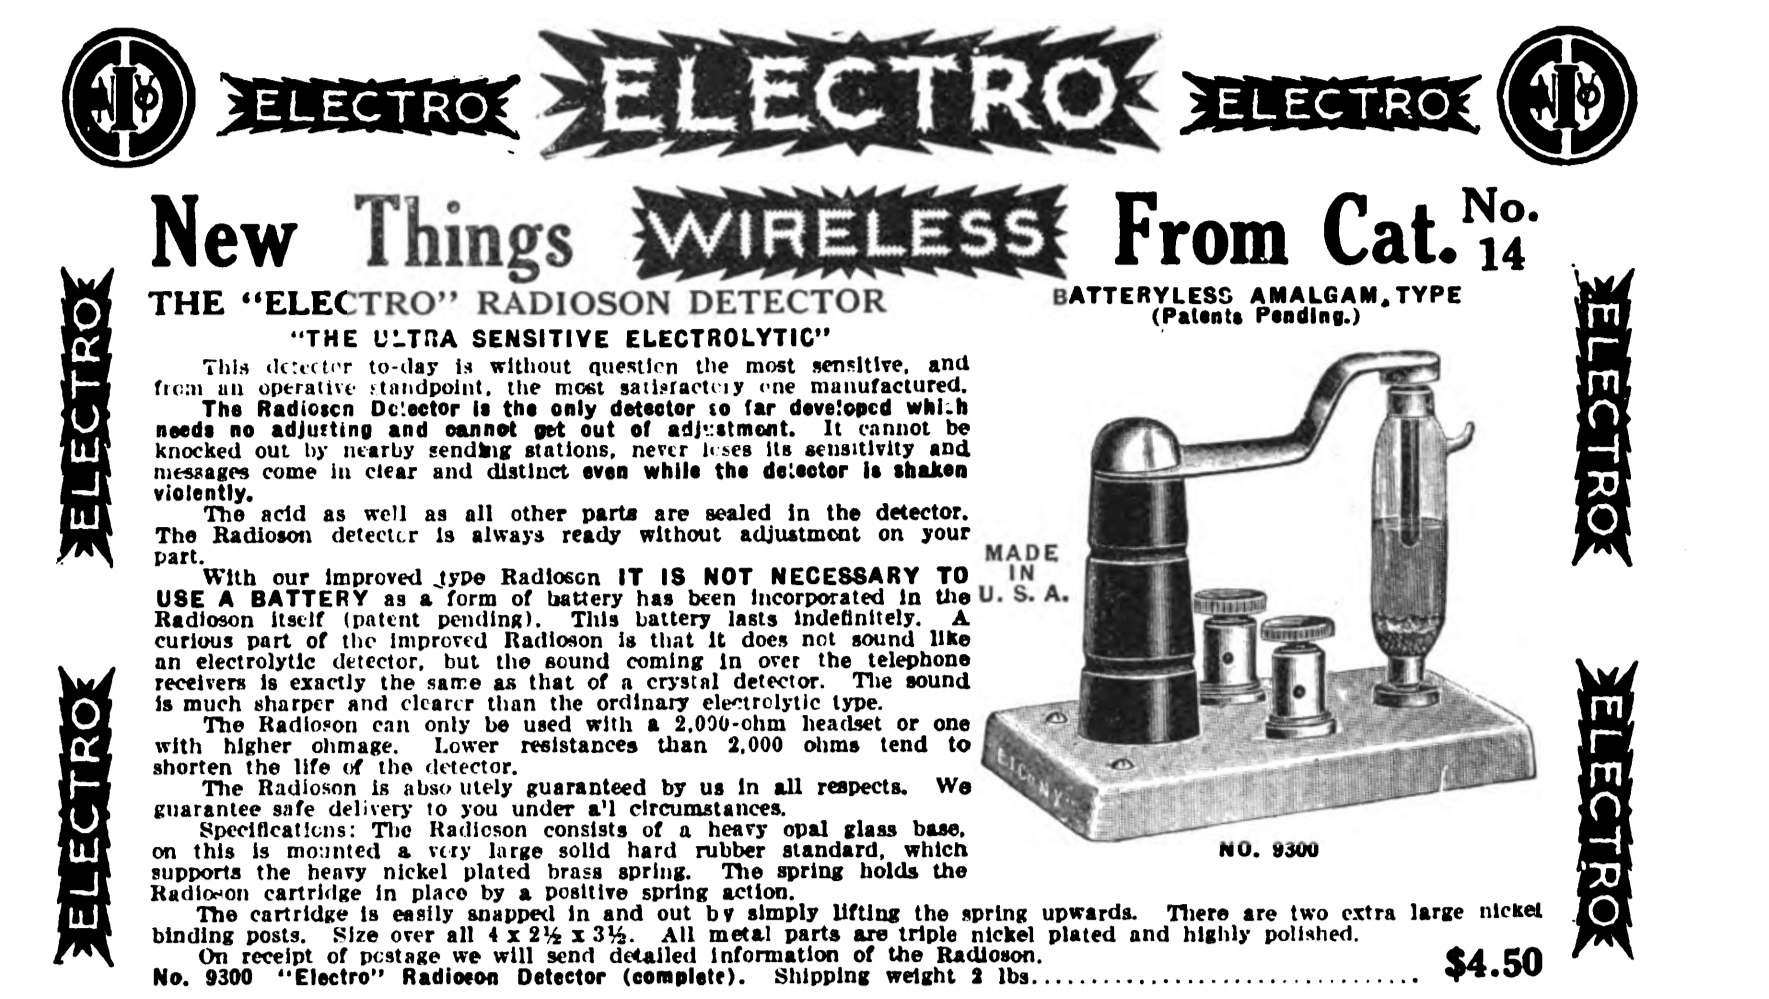 ELECTRO
ELECTRO
ELECTRO
New Things WIRELESS From Cat. No. 14
THE "ELECTRO" RADIOSON DETECTOR
BATTERYLESS AMALGAM TYPE
(Patents Pending.)
"THE ULTRA SENSITIVE ELECTROLYTIC"
This detector to-day is without question the most sensitive, and
from an operative standpoint, the most satisfactory one manufactured.
The Radioson Detector is the only detector so far developed which
needs no adjusting and cannot get out of adjustment. It cannot be
knocked out by nearby sending stations, never loses its sensitivity and
messages come in clear and distinct even while the detector is shaken
violently.
The acid as well as all other parts are sealed in the detector.
The Radioson detector is always ready without adjustment on your
part.
With our improved type Radioson IT IS NOT NECESSARY TO
USE A BATTERY as a form of battery has been incorporated in the
Radioson itself (patent pending). This battery lasts indefinitely. A
curious part of the improved Radioson is that it does not sound like
an electrolytic detector, but the sound coming in over the telephone
receivers is exactly the same as that of a crystal detector. The sound
is much sharper and clearer than the ordinary electrolytic type.
The Radioson can only be used with a 2,000-ohm headset or one
with higher ohmage. Lower resistances than 2,000 ohms tend to
shorten the life of the detector.
The Radioson is absolutely guaranteed by us in all respects. We
guarantee safe delivery to you under all circumstances.
Specifications: The Radioson consists of a heavy opal glass base,
on this is mounted a very large solid hard rubber standard, which
supports the heavy nickel plated brass spring. The spring holds the
Radioson cartridge in place by a positive spring action.
The cartridge is easily snapped in and out by simply lifting the spring upwards. There are two extra large nickel
binding posts. Size over all 4 x 2½ x 3½. All metal parts are triple nickel plated and highly polished.
On receipt of postage we will send detailed information of the Radioson.
No. 9300 "Electro" Radioson Detector (complete). Shipping weight 2 lbs. $4.50
MADE
IN
U. S. A.
NO. 9300
ELECTRO
ELECTRO
ELECTRO
ELECTRO